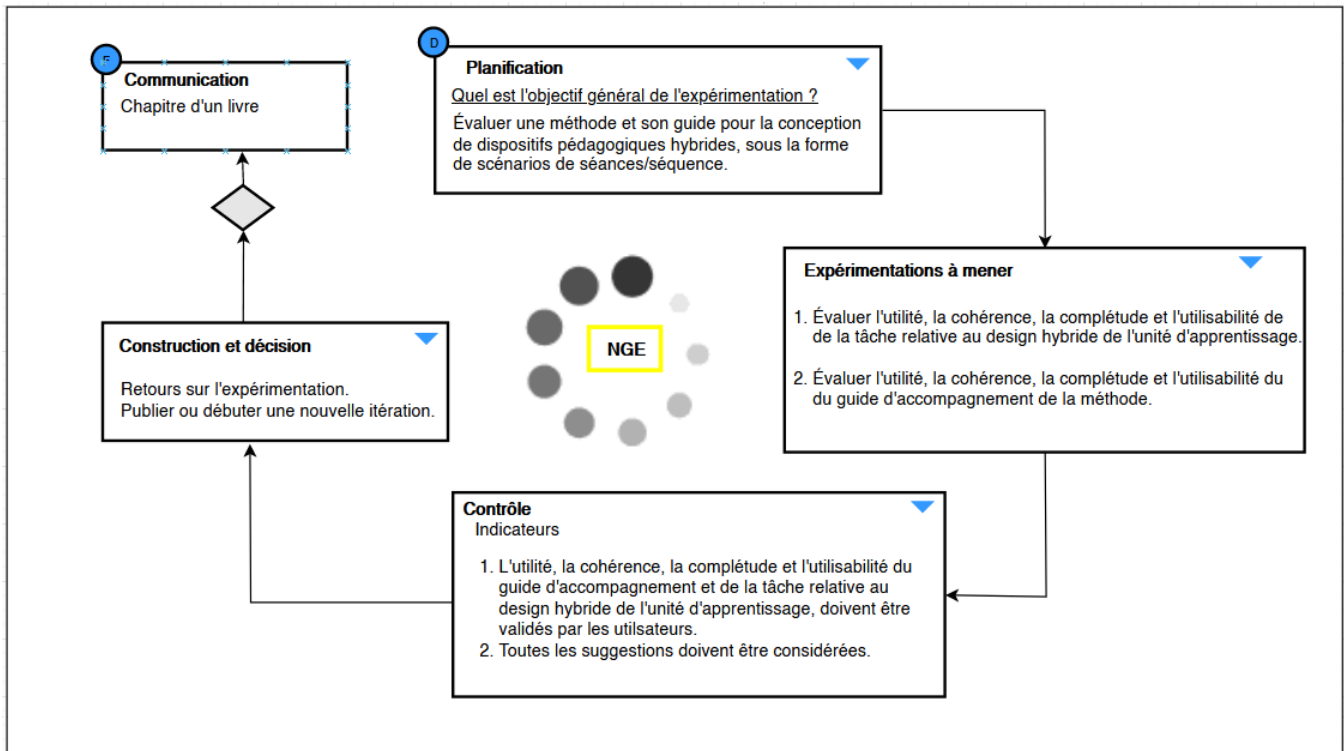 F
Communication
Chapitre d'un livre
D
Planification
Quel est l'objectif général de l'expérimentation ?
Évaluer une méthode et son guide pour la conception
de dispositifs pédagogiques hybrides, sous la forme
de scénarios de séances/séquence.
Expérimentations à mener
1. Évaluer l'utilité, la cohérence, la complétude et l'utilisabilité de
de la tâche relative au design hybride de l'unité d'apprentissage.
2. Évaluer l'utilité, la cohérence, la complétude et l'utilisabilité du
du guide d'accompagnement de la méthode.
NGE
Construction et décision
Retours sur l'expérimentation.
Publier ou débuter une nouvelle itération.
Contrôle
Indicateurs
1. L'utilité, la cohérence, la complétude et l'utilisabilité du
guide d'accompagnement et de la tâche relative au
design hybride de l'unité d'apprentissage, doivent être
validés par les utilsateurs.
2. Toutes les suggestions doivent être considérées.